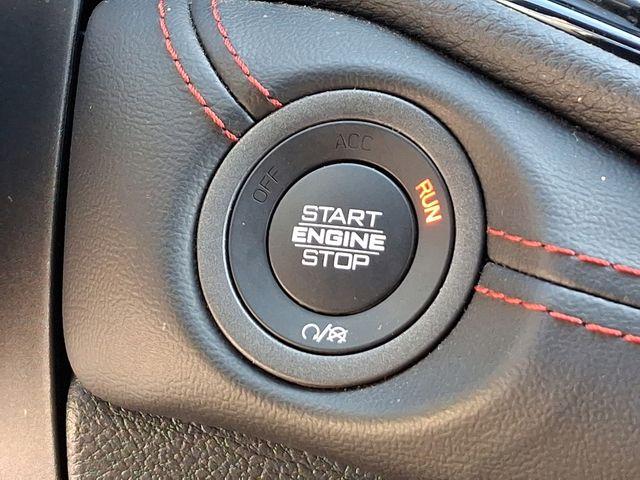 OFF
ACC
RUN
START
ENGINE
STOP